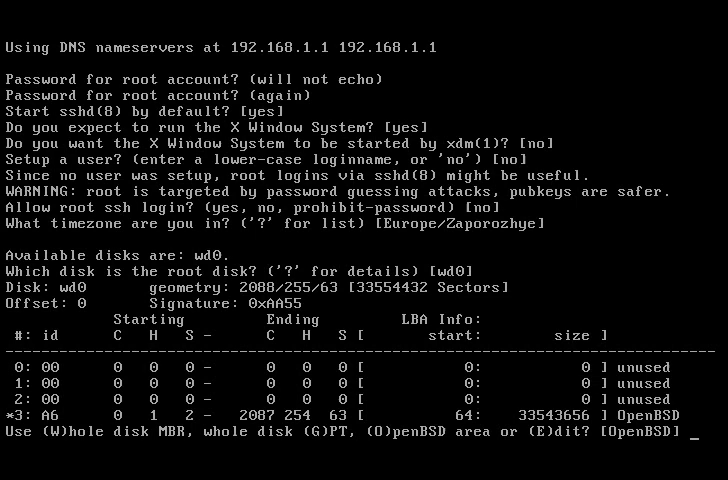 Using DNS nameservers at 192.168.1.1 192.168.1.1

Password for root account? (will not echo)
Password for root account? (again)
Start sshd(8) by default? [yes]
Do you expect to run the X Window System? [yes]
Do you want the X Window System to be started by xdm(1)? [no]
Setup a user? (enter a lower-case loginname, or 'no') [no]
Since no user was setup, root logins via sshd(8) might be useful.
WARNING: root is targeted by password guessing attacks, pubkeys are safer.
Allow root ssh login? (yes, no, prohibit-password) [no]
What timezone are you in? ('?' for list) [Europe/Zaporozhye]

Available disks are: wd0.
Which disk is the root disk? ('?' for details) [wd0]
Disk: wd0       geometry: 2088/255/63 [33554432 Sectors]
Offset: 0       Signature: 0xAA55
            Starting         Ending         LBA Info:
 #: id      C   H   S -      C   H   S [       start:        size ]
-------------------------------------------------------------------------------
 0: 00      0   0   0 -      0   0   0 [           0:           0 ] unused
 1: 00      0   0   0 -      0   0   0 [           0:           0 ] unused
 2: 00      0   0   0 -      0   0   0 [           0:           0 ] unused
*3: A6      0   1   2 -   2087 254  63 [          64:    33543656 ] OpenBSD
Use (W)hole disk MBR, whole disk (G)PT, (O)penBSD area or (E)dit? [OpenBSD] _